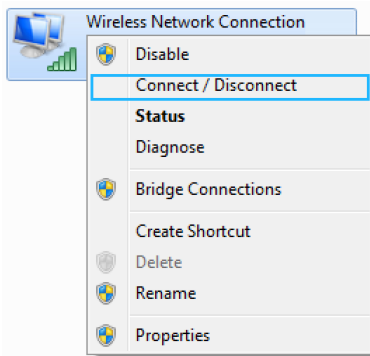 Wireless Network Connection
Disable
Connect / Disconnect
Status
Diagnose
Bridge Connections
Create Shortcut
Delete
Rename
Properties